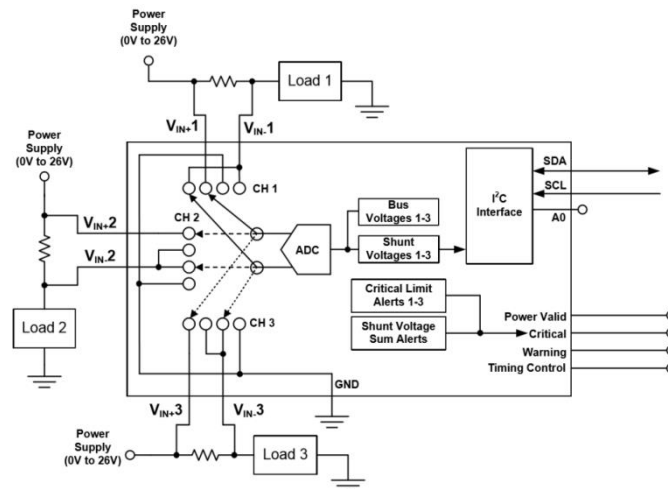 Power
Supply
(0V to 26V)
Load 1
VIN+1
VIN-1
Power
Supply
(0V to 26V)
CH 1
SDA
SCL
A0
I2C
Interface
Bus
Voltages 1-3
VIN+2
CH 2
ADC
Shunt
Voltages 1-3
VIN-2
Critical Limit
Alerts 1-3
Load 2
Shunt Voltage
Sum Alerts
Power Valid
Critical
Warning
Timing Control
CH 3
GND
VIN+3
VIN-3
Power
Supply
(0V to 26V)
Load 3